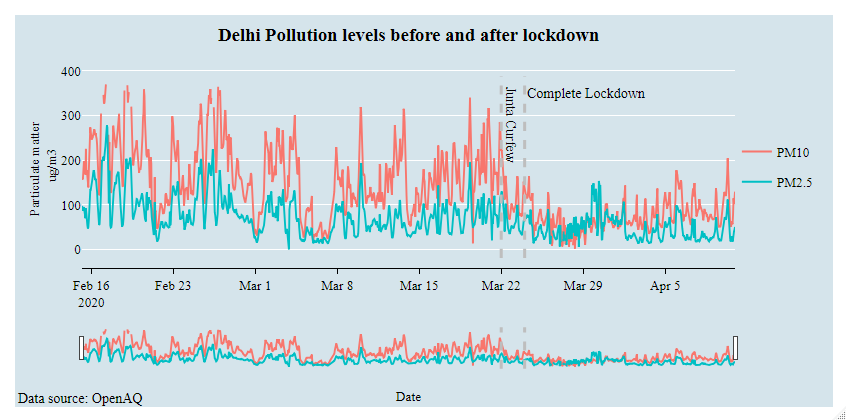 Delhi Pollution levels before and after lockdown
400
300
200
100
0
Particulate matter
ug/m3
Junta Curfew
Complete Lockdown
PM10
PM2.5
Feb 16
2020
Feb 23
Mar 1
Mar 8
Mar 15
Mar 22
Mar 29
Apr 5
Date
Data source: OpenAQ